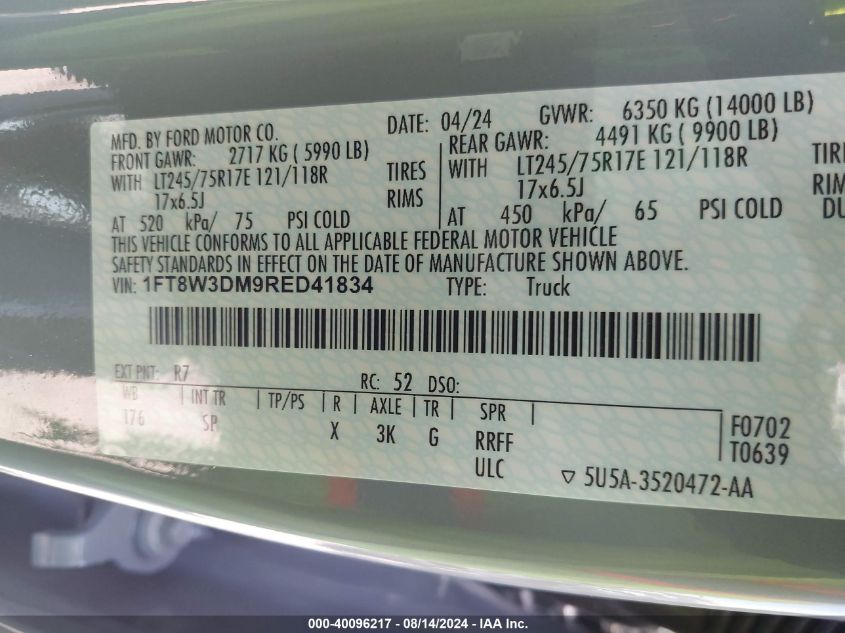 MFD. BY FORD MOTOR CO. DATE: 04/24 GVWR: 6350 KG (14000 LB)
FRONT GAWR: 2717 KG ( 5990 LB) REAR GAWR: 4491 KG ( 9900 LB)
WITH LT245/75R17E 121/118R TIRES WITH LT245/75R17E 121/118R
17x6.5J RIMS 17x6.5J
AT 520 kPa/ 75 PSI COLD AT 450 kPa/ 65 PSI COLD
THIS VEHICLE CONFORMS TO ALL APPLICABLE FEDERAL MOTOR VEHICLE
SAFETY STANDARDS IN EFFECT ON THE DATE OF MANUFACTURE SHOWN ABOVE.
VIN: 1FT8W3DM9RED41834 TYPE: Truck
EXT PNT: R7 RC: 52 DSO:
WB | INT TR | TP/PS | R | AXLE | TR | SPR |
176 SP X 3K G RRFF
ULC
F0702
T0639
5U5A-3520472-AA
000-40096217 - 08/14/2024 - IAA Inc.